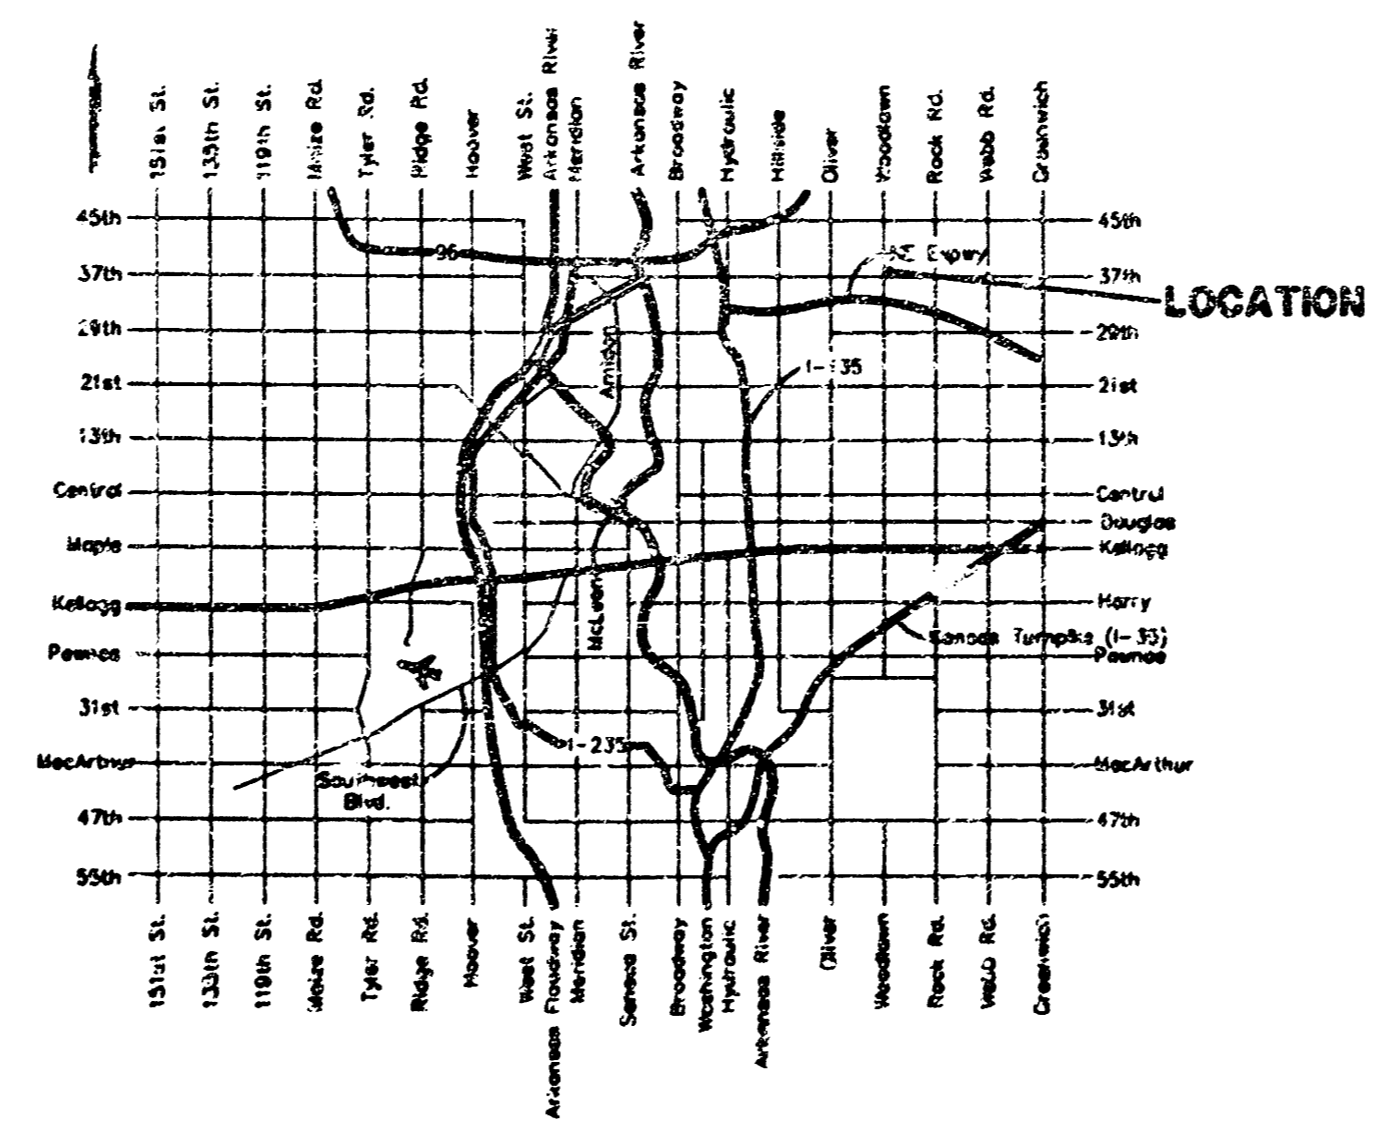 151st St.
135th St.
119th St.
Maize Rd.
Tyler Rd.
Ridge Rd.
Hoover
West St.
Arkansas River
Meridian
Arkansas River
Broadway
Hydraulic
Hillside
Oliver
Woodlawn
Rock Rd.
Webb Rd.
Greenwich
45th
45th
96
NE Expwy
37th
37th
LOCATION
29th
29th
Amidon
I-135
21st
21st
13th
13th
Central
Central
Douglas
Maple
Kellogg
Kellogg
Harry
McLean
Kansas Turnpike (I-35)
Pawnee
Pawnee
31st
31st
I-235
MacArthur
MacArthur
Southwest
Blvd.
47th
47th
55th
55th
151st St.
135th St.
119th St.
Maize Rd.
Tyler Rd.
Ridge Rd.
Hoover
West St.
Arkansas Floodway
Meridian
Seneca St.
Broadway
Washington
Hydraulic
Arkansas River
Oliver
Woodlawn
Rock Rd.
Webb Rd.
Greenwich